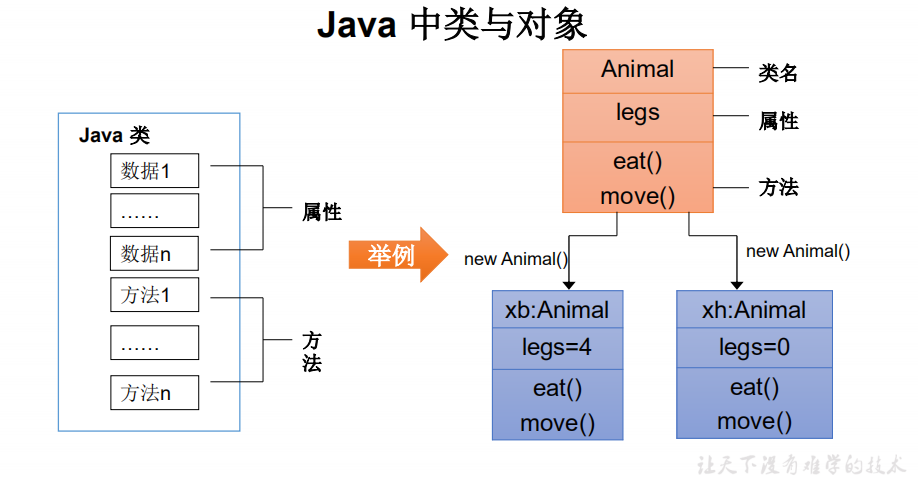 Java 中类与对象
Java 类
数据1
……
数据n
方法1
……
方法n
属性
方
法
举例
Animal
legs
eat()
move()
类名
属性
方法
new Animal()
new Animal()
xb:Animal
legs=4
eat()
move()
xh:Animal
legs=0
eat()
move()
让天下没有难学的技术